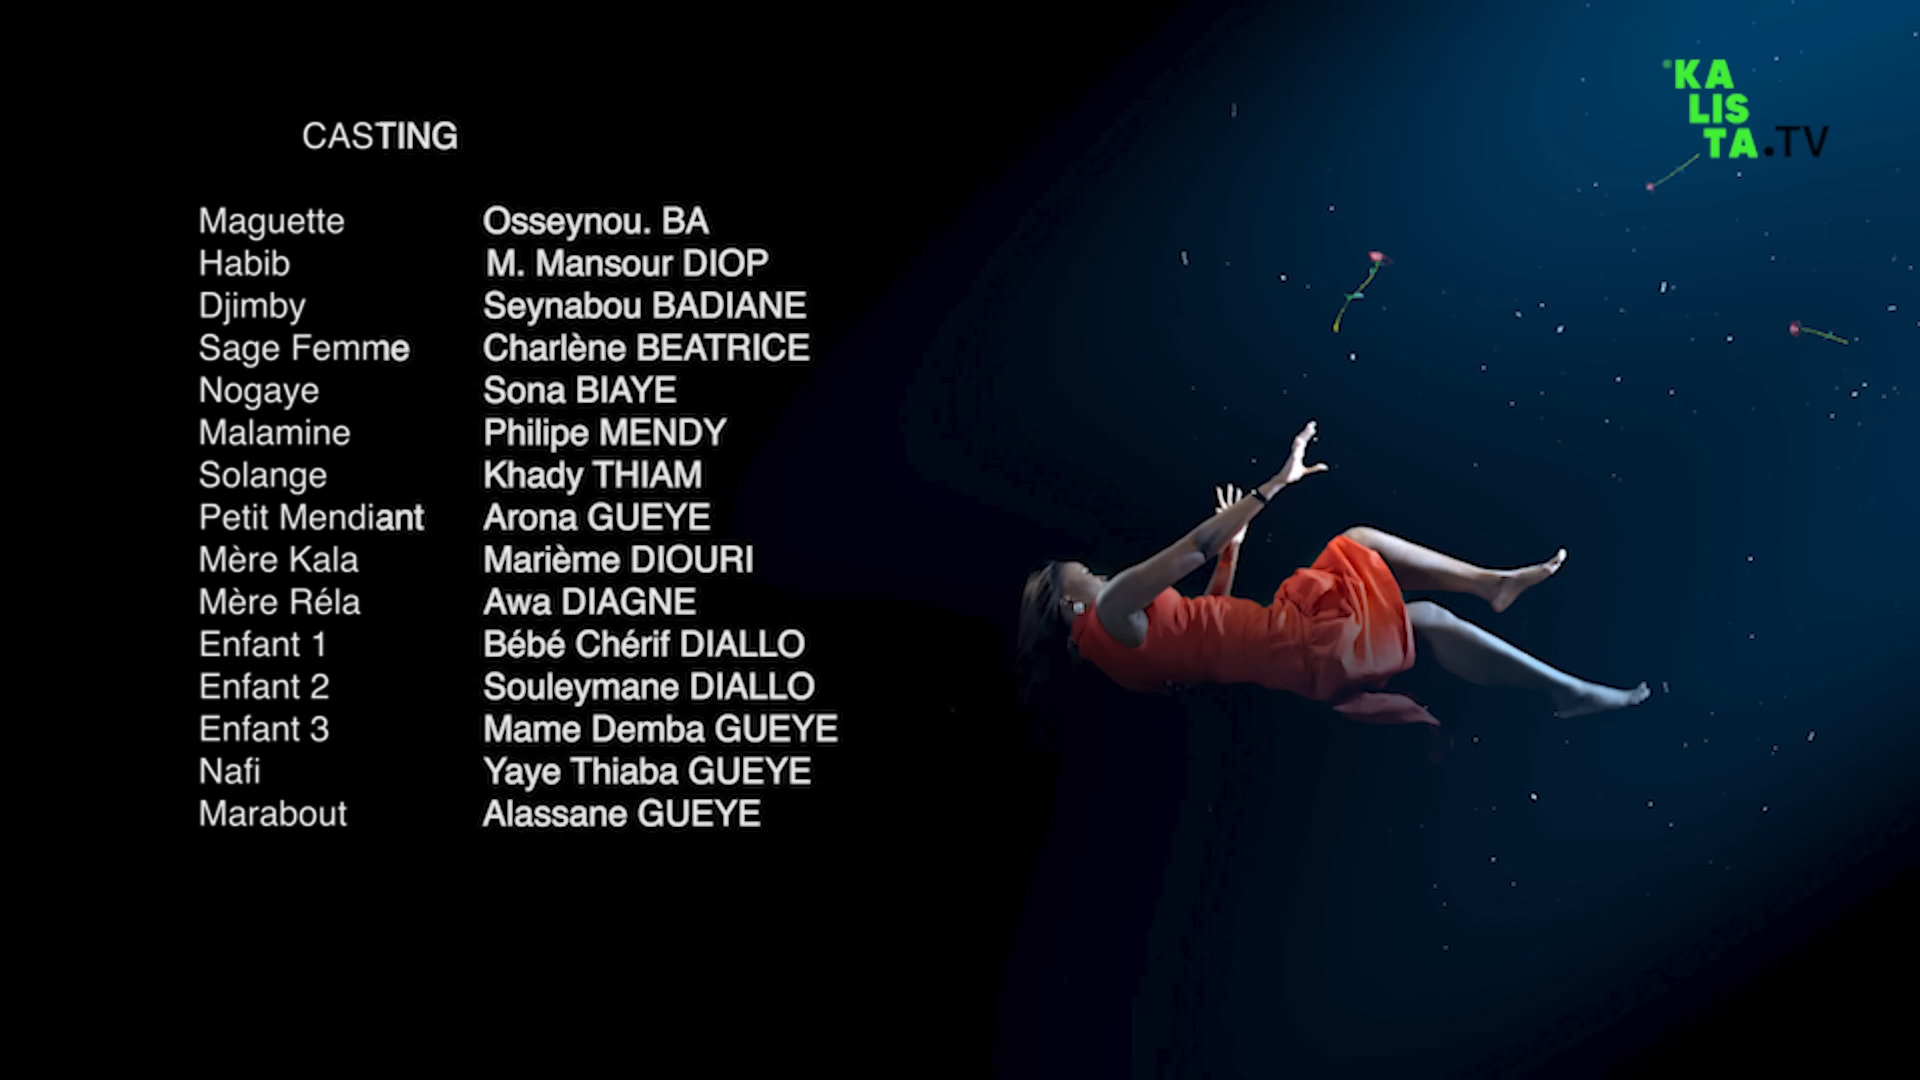 CASTING
Maguette Osseynou. BA
Habib M. Mansour DIOP
Djimby Seynabou BADIANE
Sage Femme Charlène BEATRICE
Nogaye Sona BIAYE
Malamine Philipe MENDY
Solange Khady THIAM
Petit Mendiant Arona GUEYE
Mère Kala Marième DIOURI
Mère Réla Awa DIAGNE
Enfant 1 Bébé Chérif DIALLO
Enfant 2 Souleymane DIALLO
Enfant 3 Mame Demba GUEYE
Nafi Yaye Thiaba GUEYE
Marabout Alassane GUEYE
KA
LIS
TA.TV